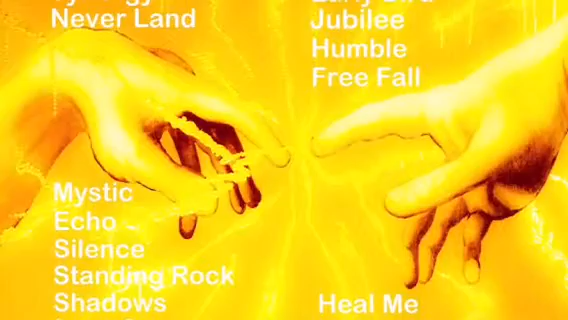 Never Land
Mystic
Echo
Silence
Standing Rock
Shadows
Jubilee
Humble
Free Fall
Heal Me